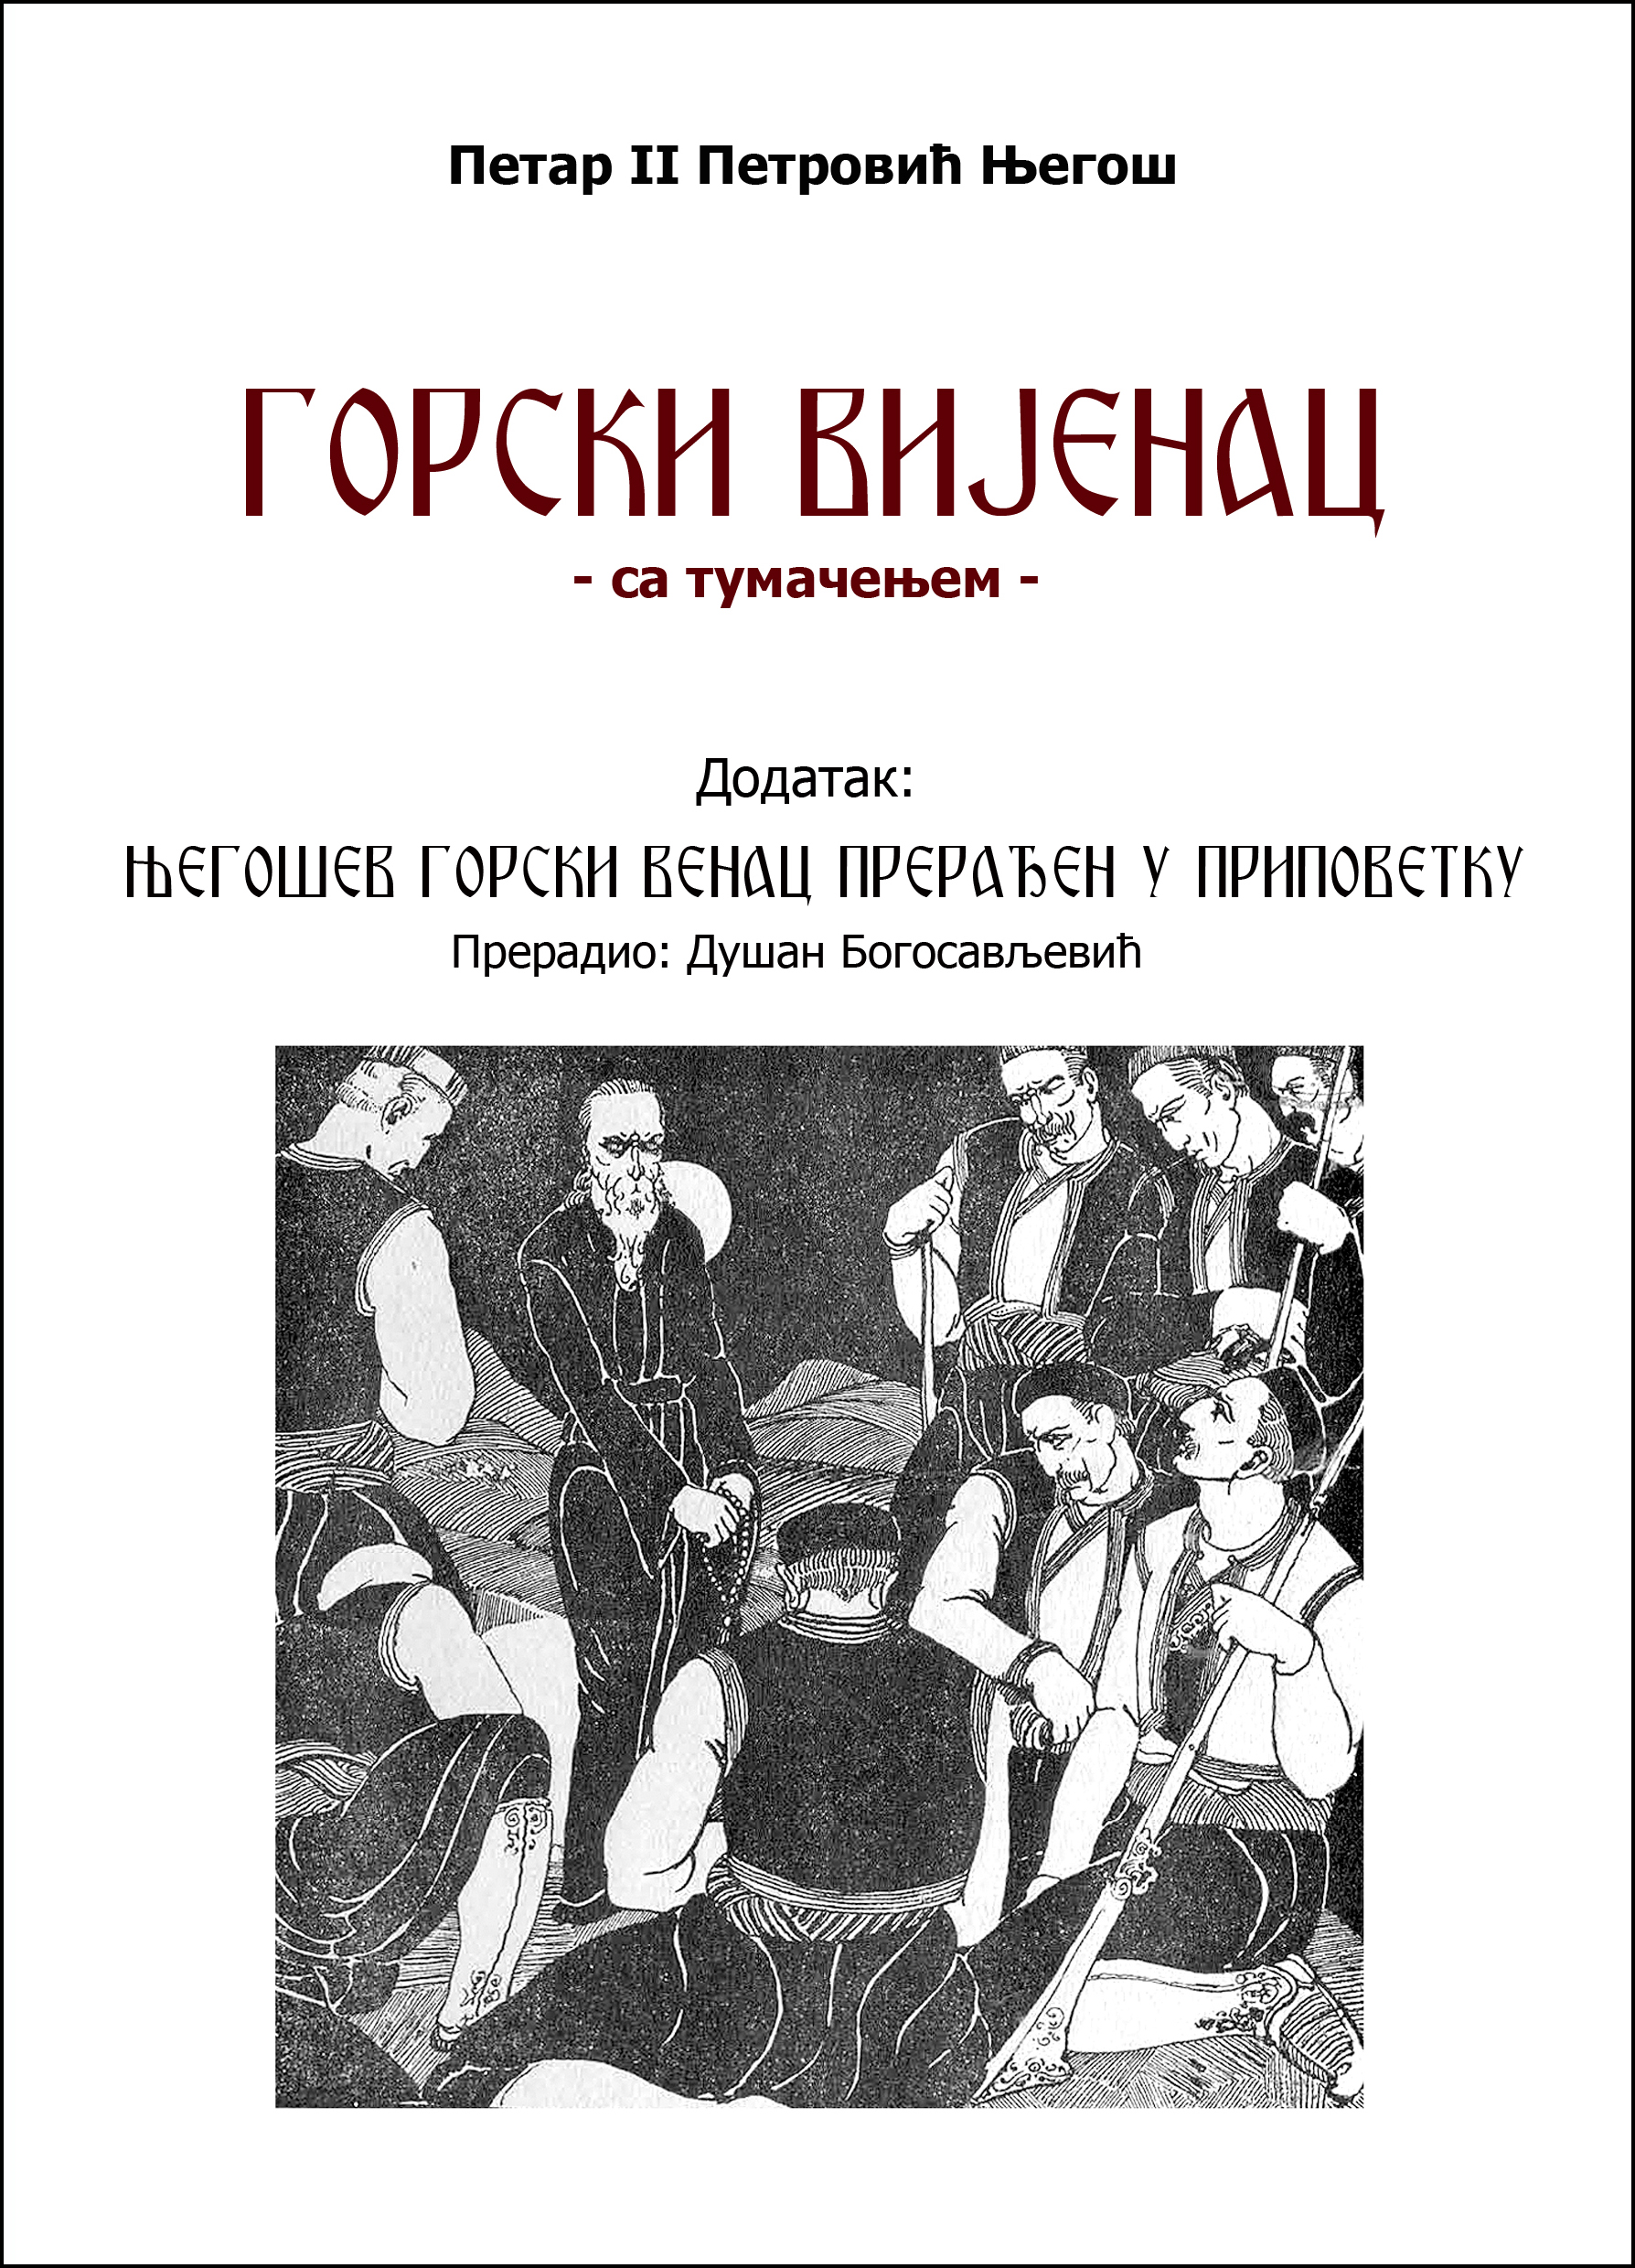 Петар II Петровић Његош
ГОРСКИ ВИЈЕНАЦ
- са тумачењем -
Додатак:
ЊЕГОШЕВ ГОРСКИ ВЕНАЦ ПРЕРАЂЕН У ПРИПОВЕТКУ
Прерадио: Душан Богосављевић